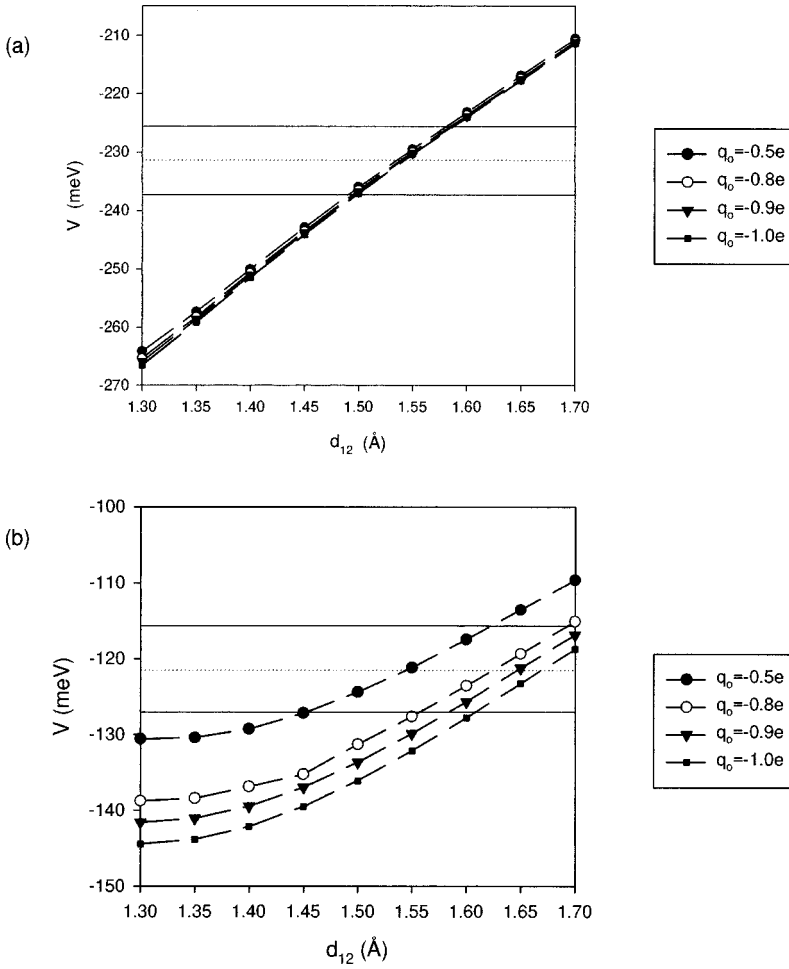 (a)
-210
-220
-230
-240
-250
-260
-270
V (meV)
1.30 1.35 1.40 1.45 1.50 1.55 1.60 1.65 1.70
d12 (Å)
qo=-0.5e
qo=-0.8e
qo=-0.9e
qo=-1.0e
(b)
-100
-110
-120
-130
-140
-150
V (meV)
1.30 1.35 1.40 1.45 1.50 1.55 1.60 1.65 1.70
d12 (Å)
qo=-0.5e
qo=-0.8e
qo=-0.9e
qo=-1.0e